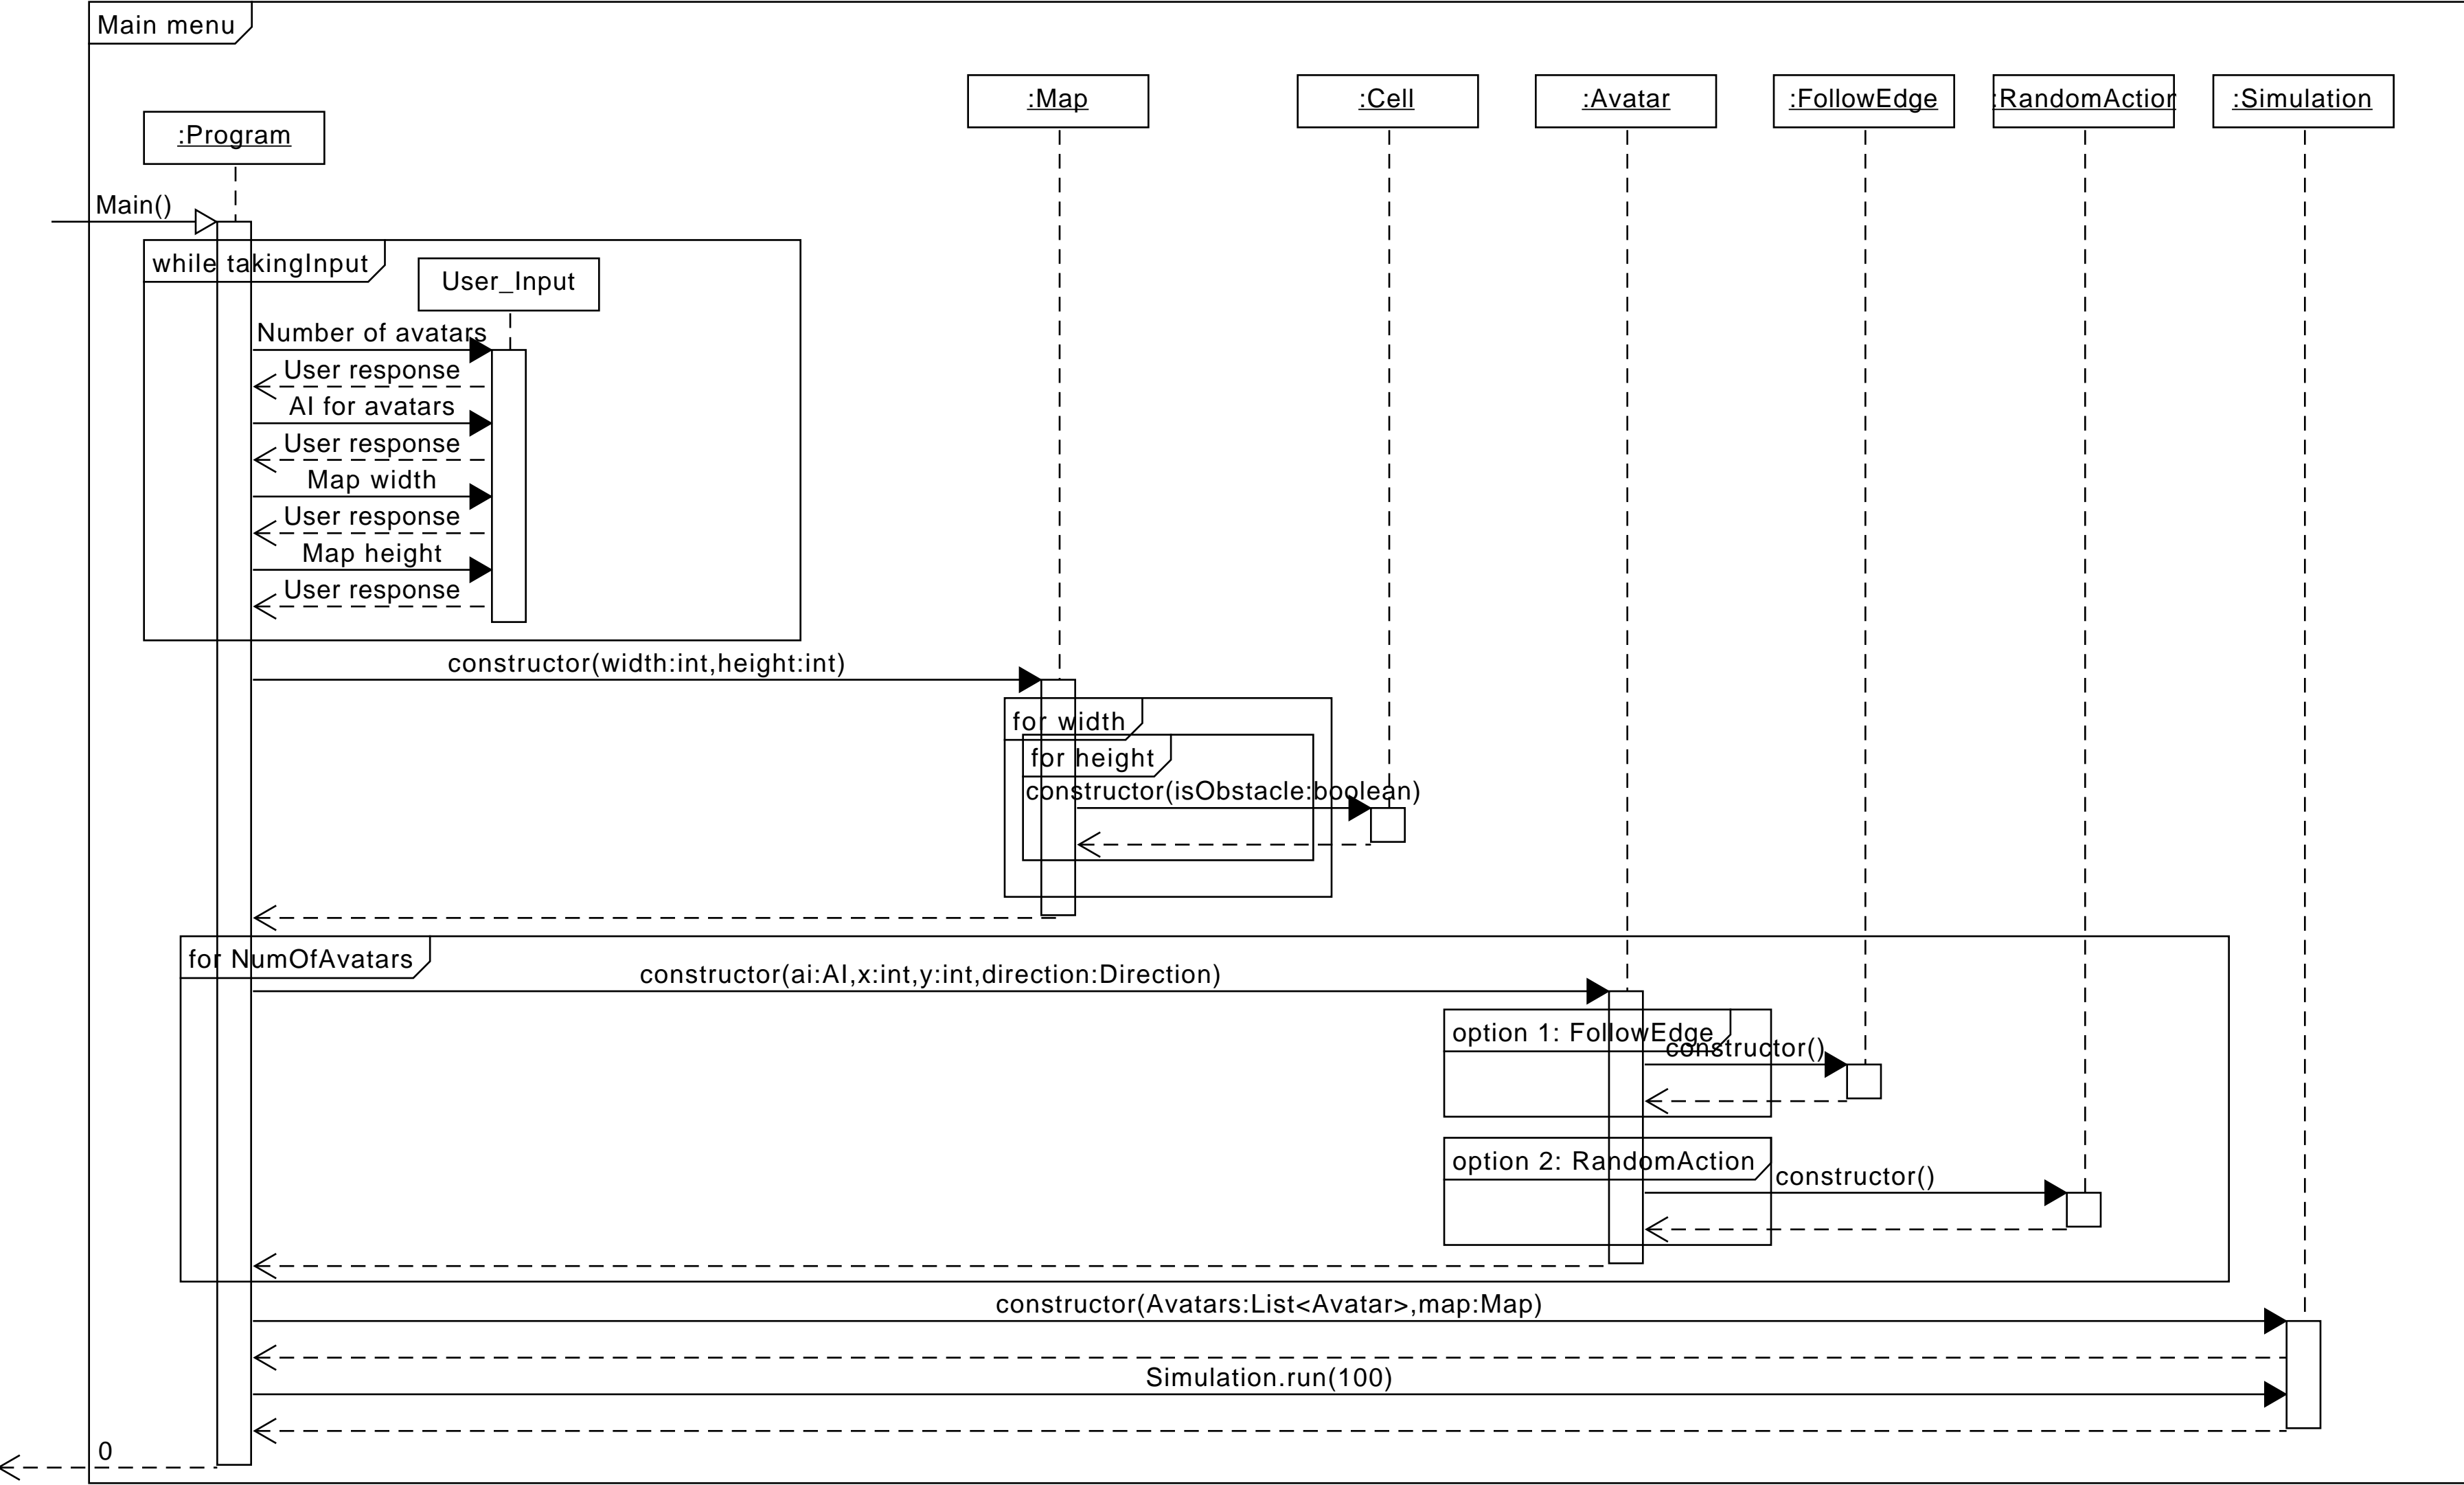 Main menu
:Map
:Cell
:Avatar
:FollowEdge
:RandomAction
:Simulation
:Program
Main()
while takingInput
User_Input
Number of avatars
User response
AI for avatars
User response
Map width
User response
Map height
User response
constructor(width:int,height:int)
for width
for height
constructor(isObstacle:boolean)
for NumOfAvatars
constructor(ai:AI,x:int,y:int,direction:Direction)
option 1: FollowEdge
constructor()
option 2: RandomAction
constructor()
constructor(Avatars:List<Avatar>,map:Map)
Simulation.run(100)
0